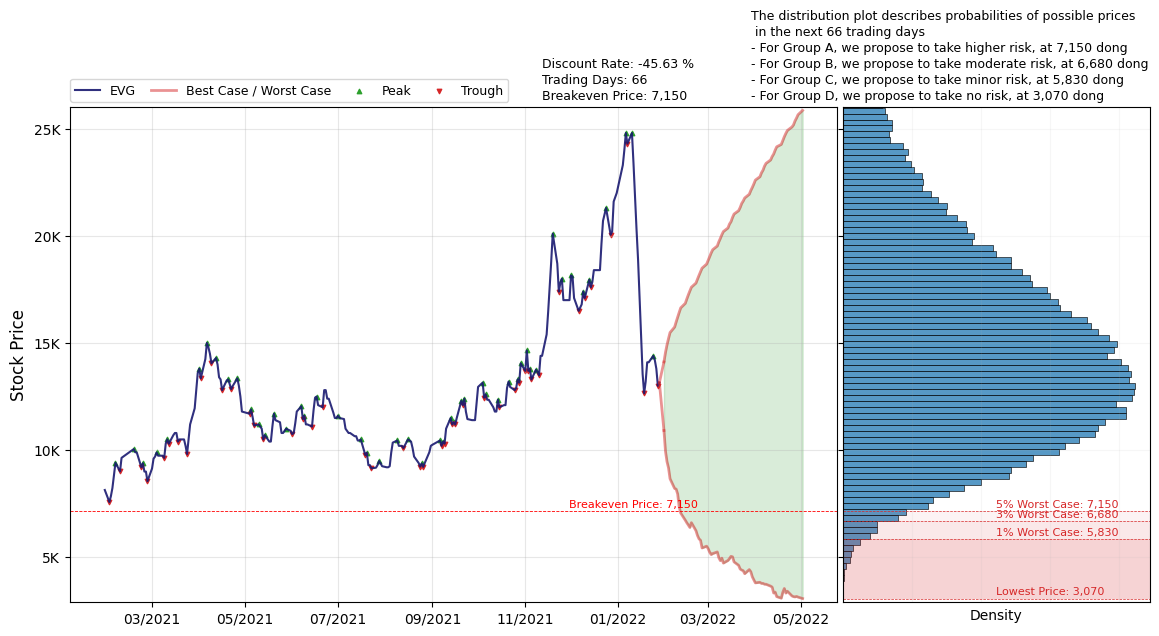 The distribution plot describes probabilities of possible prices
in the next 66 trading days
- For Group A, we propose to take higher risk, at 7,150 dong
- For Group B, we propose to take moderate risk, at 6,680 dong
- For Group C, we propose to take minor risk, at 5,830 dong
- For Group D, we propose to take no risk, at 3,070 dong
Discount Rate: -45.63 %
Trading Days: 66
Breakeven Price: 7,150
EVG
Best Case / Worst Case
Peak
Trough
Stock Price
25K
20K
15K
10K
5K
Breakeven Price: 7,150
5% Worst Case: 7,150
3% Worst Case: 6,680
1% Worst Case: 5,830
Lowest Price: 3,070
03/2021
05/2021
07/2021
09/2021
11/2021
01/2022
03/2022
05/2022
Density